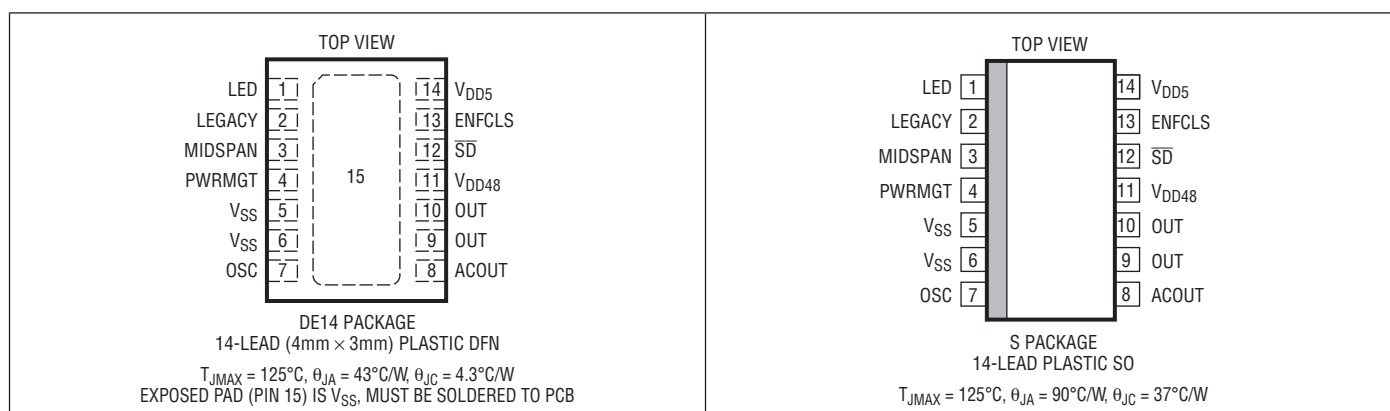 TOP VIEW
LED 1
LEGACY 2
MIDSPAN 3
PWRMGT 4
VSS 5
VSS 6
OSC 7
15
14 VDD5
13 ENFCLS
12 S̅D̅
11 VDD48
10 OUT
9 OUT
8 ACOUT
DE14 PACKAGE
14-LEAD (4mm × 3mm) PLASTIC DFN
TJMAX = 125°C, θJA = 43°C/W, θJC = 4.3°C/W
EXPOSED PAD (PIN 15) IS VSS, MUST BE SOLDERED TO PCB
TOP VIEW
LED 1
LEGACY 2
MIDSPAN 3
PWRMGT 4
VSS 5
VSS 6
OSC 7
14 VDD5
13 ENFCLS
12 S̅D̅
11 VDD48
10 OUT
9 OUT
8 ACOUT
S PACKAGE
14-LEAD PLASTIC SO
TJMAX = 125°C, θJA = 90°C/W, θJC = 37°C/W